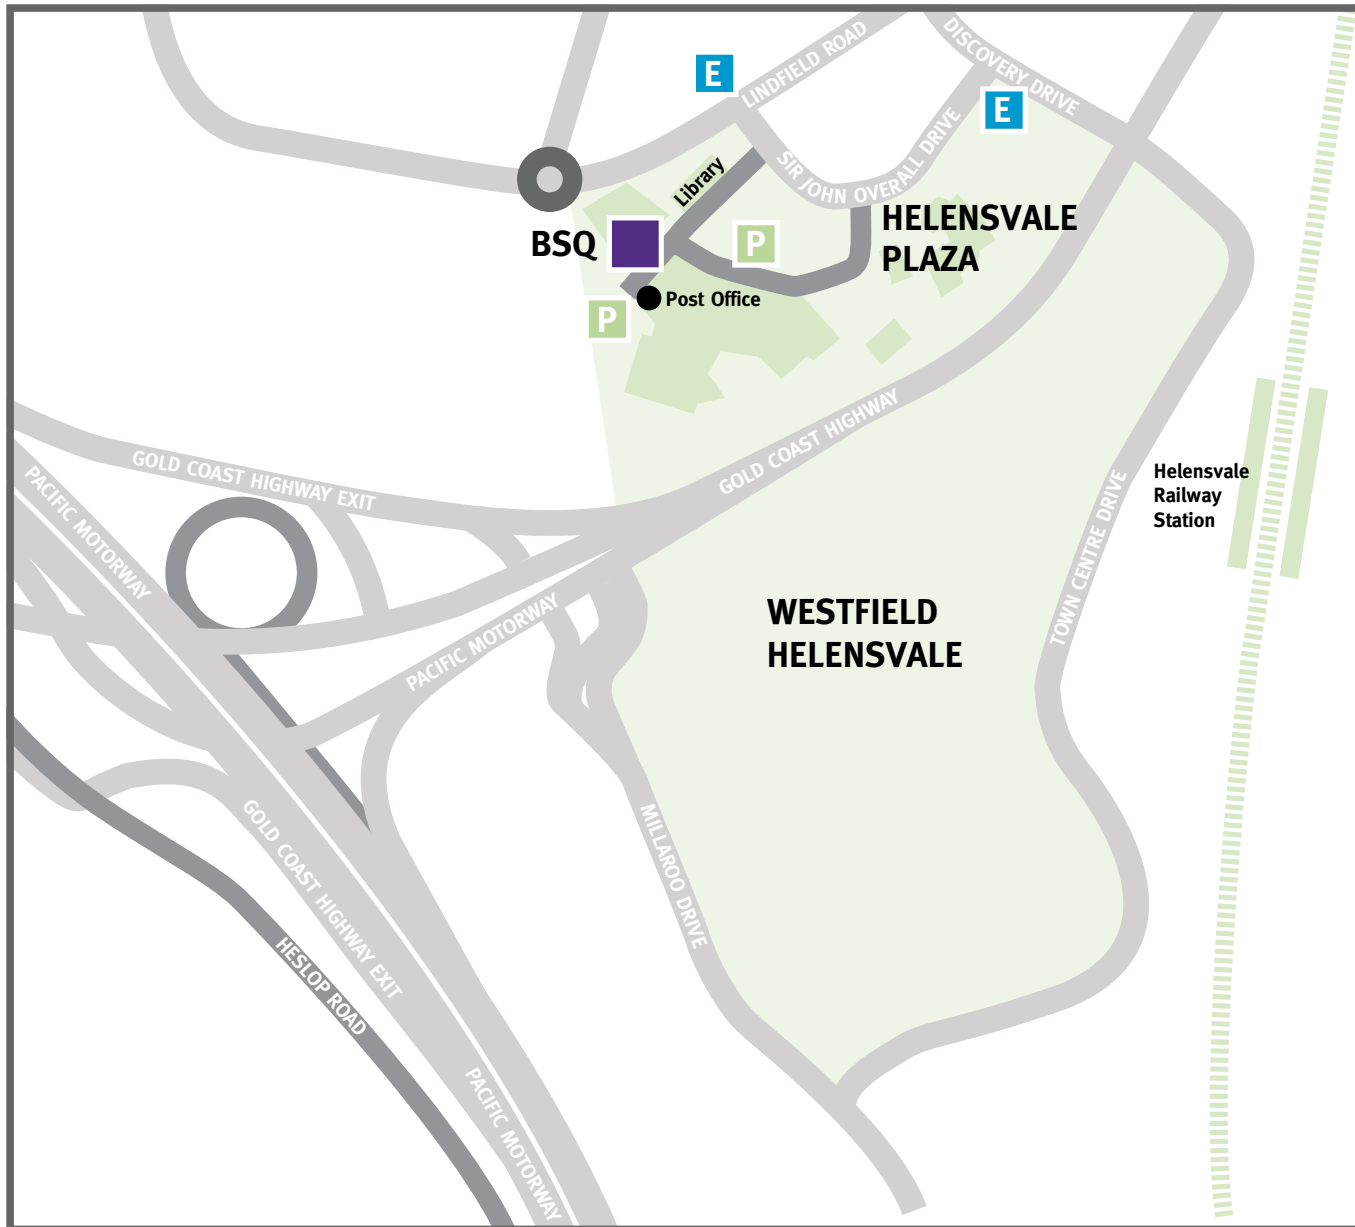 DISCOVERY DRIVE
LINDFIELD ROAD
E
E
SIR JOHN OVERALL DRIVE
Library
BSQ
P
HELENSVALE
PLAZA
Post Office
P
GOLD COAST HIGHWAY
GOLD COAST HIGHWAY EXIT
PACIFIC MOTORWAY
Helensvale
Railway
Station
TOWN CENTRE DRIVE
WESTFIELD
HELENSVALE
PACIFIC MOTORWAY
MILLAROO DRIVE
GOLD COAST HIGHWAY EXIT
HESLOP ROAD
PACIFIC MOTORWAY